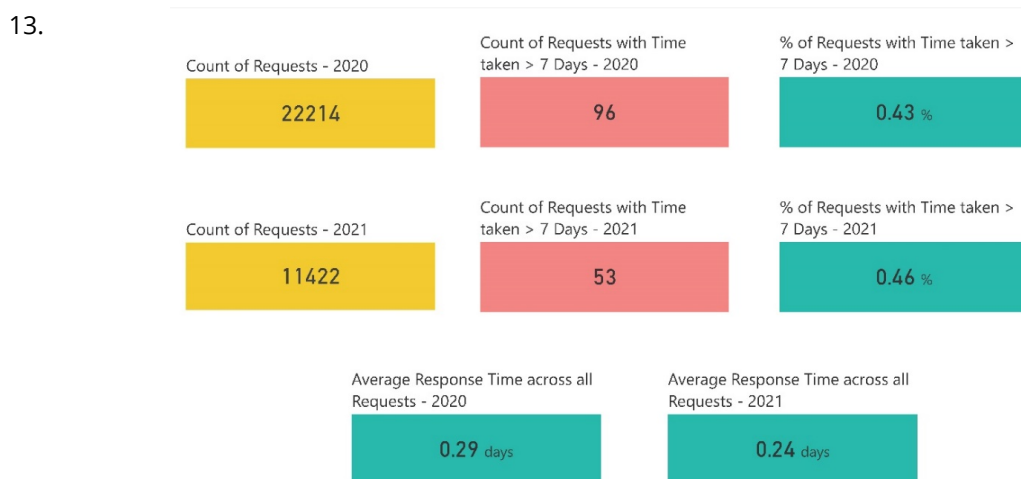 13.
Count of Requests - 2020
22214
Count of Requests with Time
taken > 7 Days - 2020
96
% of Requests with Time taken >
7 Days - 2020
0.43 %
Count of Requests - 2021
11422
Count of Requests with Time
taken > 7 Days - 2021
53
% of Requests with Time taken >
7 Days - 2021
0.46 %
Average Response Time across all
Requests - 2020
0.29 days
Average Response Time across all
Requests - 2021
0.24 days